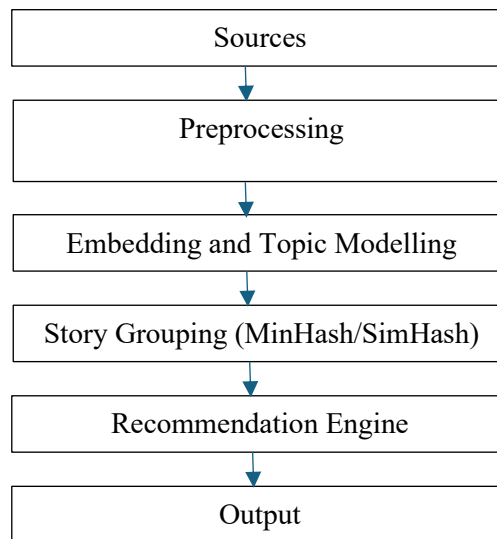 Sources
Preprocessing
Embedding and Topic Modelling
Story Grouping (MinHash/SimHash)
Recommendation Engine
Output